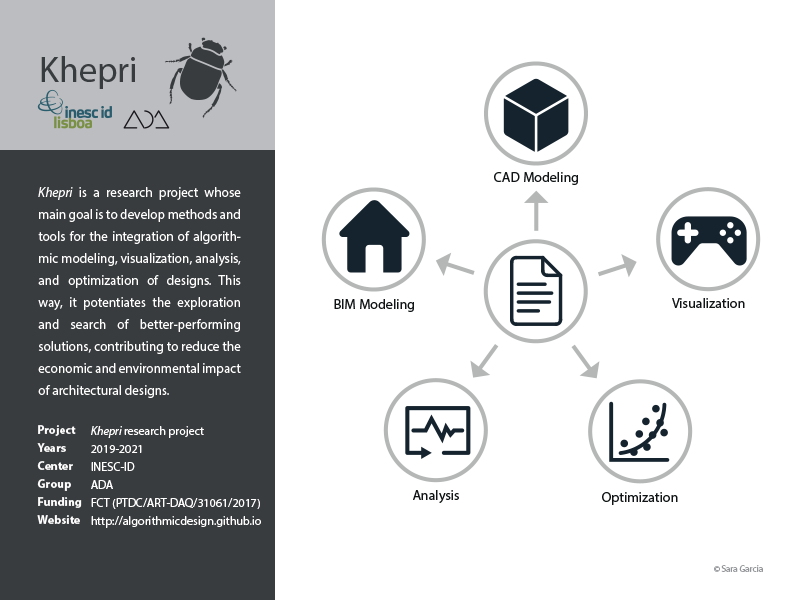 Khepri
inesc id
lisboa
ADA
Khepri is a research project whose
main goal is to develop methods and
tools for the integration of algorith-
mic modeling, visualization, analysis,
and optimization of designs. This
way, it potentiates the exploration
and search of better-performing
solutions, contributing to reduce the
economic and environmental impact
of architectural designs.
Project Khepri research project
Years 2019-2021
Center INESC-ID
Group ADA
Funding FCT (PTDC/ART-DAQ/31061/2017)
Website http://algorithmicdesign.github.io
CAD Modeling
BIM Modeling
Visualization
Analysis
Optimization
© Sara Garcia